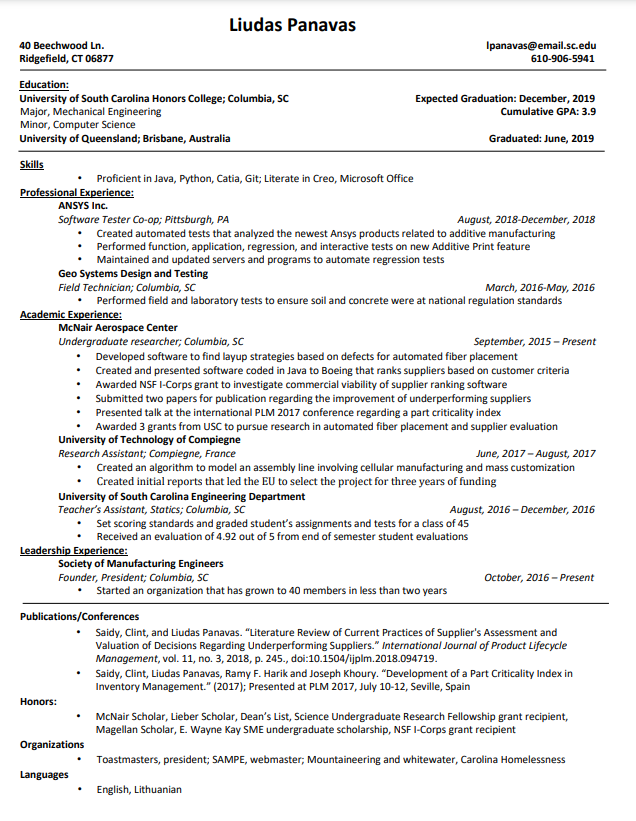 Liudas Panavas
40 Beechwood Ln. lpanavas@email.sc.edu
Ridgefield, CT 06877 610-906-5941
Education:
University of South Carolina Honors College; Columbia, SC Expected Graduation: December, 2019
Major, Mechanical Engineering Cumulative GPA: 3.9
Minor, Computer Science
University of Queensland; Brisbane, Australia Graduated: June, 2019
Skills
• Proficient in Java, Python, Catia, Git; Literate in Creo, Microsoft Office
Professional Experience:
ANSYS Inc.
Software Tester Co-op; Pittsburgh, PA August, 2018-December, 2018
• Created automated tests that analyzed the newest Ansys products related to additive manufacturing
• Performed function, application, regression, and interactive tests on new Additive Print feature
• Maintained and updated servers and programs to automate regression tests
Geo Systems Design and Testing
Field Technician; Columbia, SC March, 2016-May, 2016
• Performed field and laboratory tests to ensure soil and concrete were at national regulation standards
Academic Experience:
McNair Aerospace Center
Undergraduate researcher; Columbia, SC September, 2015 – Present
• Developed software to find layup strategies based on defects for automated fiber placement
• Created and presented software coded in Java to Boeing that ranks suppliers based on customer criteria
• Awarded NSF I-Corps grant to investigate commercial viability of supplier ranking software
• Submitted two papers for publication regarding the improvement of underperforming suppliers
• Presented talk at the international PLM 2017 conference regarding a part criticality index
• Awarded 3 grants from USC to pursue research in automated fiber placement and supplier evaluation
University of Technology of Compiegne
Research Assistant; Compiegne, France June, 2017 – August, 2017
• Created an algorithm to model an assembly line involving cellular manufacturing and mass customization
• Created initial reports that led the EU to select the project for three years of funding
University of South Carolina Engineering Department
Teacher's Assistant, Statics; Columbia, SC August, 2016 – December, 2016
• Set scoring standards and graded student's assignments and tests for a class of 45
• Received an evaluation of 4.92 out of 5 from end of semester student evaluations
Leadership Experience:
Society of Manufacturing Engineers
Founder, President; Columbia, SC October, 2016 – Present
• Started an organization that has grown to 40 members in less than two years
Publications/Conferences
• Saidy, Clint, and Liudas Panavas. "Literature Review of Current Practices of Supplier's Assessment and
Valuation of Decisions Regarding Underperforming Suppliers." International Journal of Product Lifecycle
Management, vol. 11, no. 3, 2018, p. 245., doi:10.1504/ijplm.2018.094719.
• Saidy, Clint, Liudas Panavas, Ramy F. Harik and Joseph Khoury. "Development of a Part Criticality Index in
Inventory Management." (2017); Presented at PLM 2017, July 10-12, Seville, Spain
Honors:
• McNair Scholar, Lieber Scholar, Dean's List, Science Undergraduate Research Fellowship grant recipient,
Magellan Scholar, E. Wayne Kay SME undergraduate scholarship, NSF I-Corps grant recipient
Organizations
• Toastmasters, president; SAMPE, webmaster; Mountaineering and whitewater, Carolina Homelessness
Languages
• English, Lithuanian